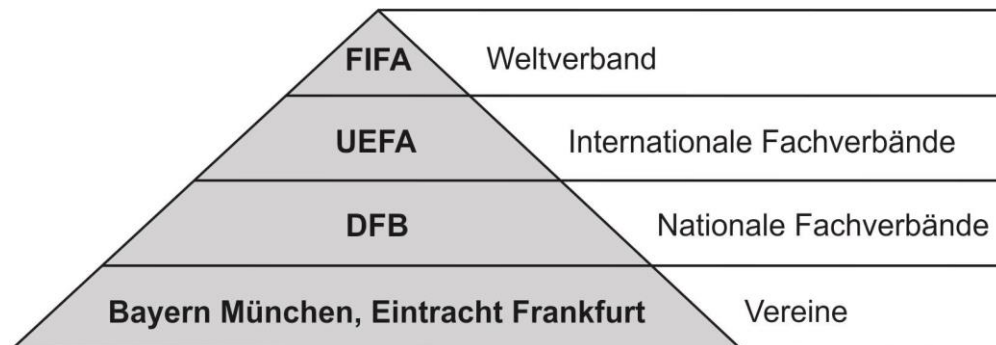 FIFA Weltverband
UEFA Internationale Fachverbände
DFB Nationale Fachverbände
Bayern München, Eintracht Frankfurt Vereine